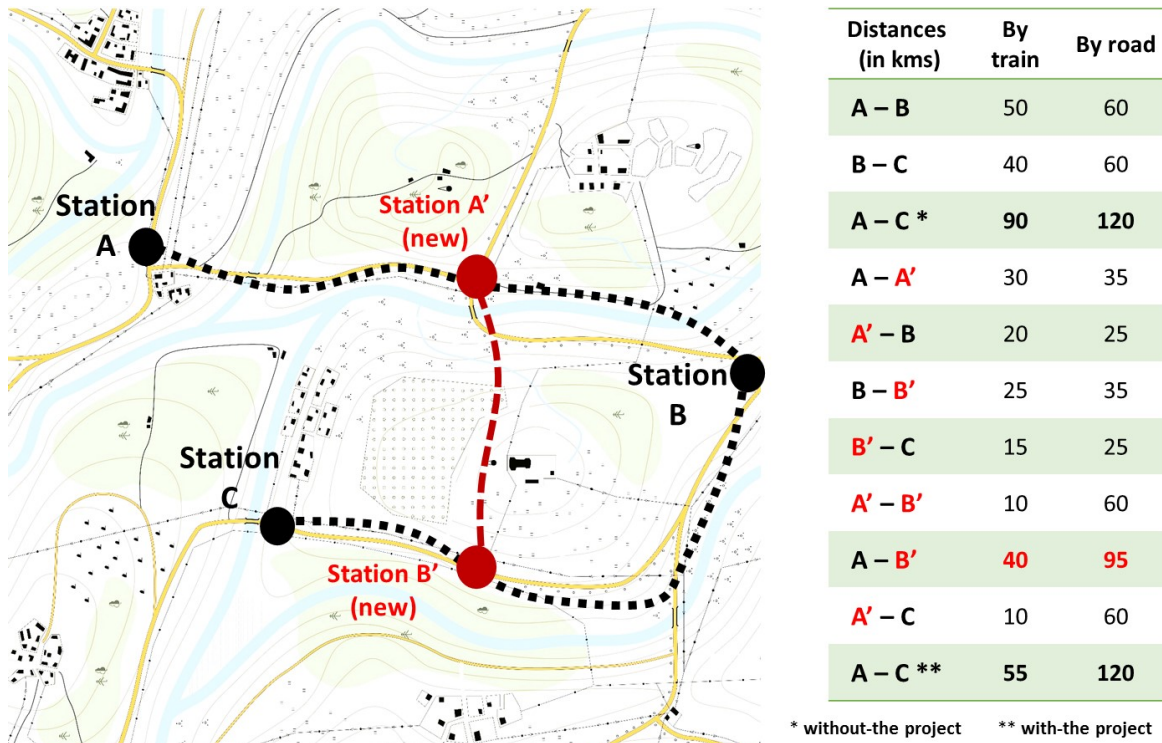 Station
A
Station A’
(new)
Station
B
Station
C
Station B’
(new)
Distances (in kms) By train By road
A – B 50 60
B – C 40 60
A – C * 90 120
A – A’ 30 35
A’ – B 20 25
B – B’ 25 35
B’ – C 15 25
A’ – B’ 10 60
A – B’ 40 95
A’ – C 10 60
A – C ** 55 120
* without-the project ** with-the project